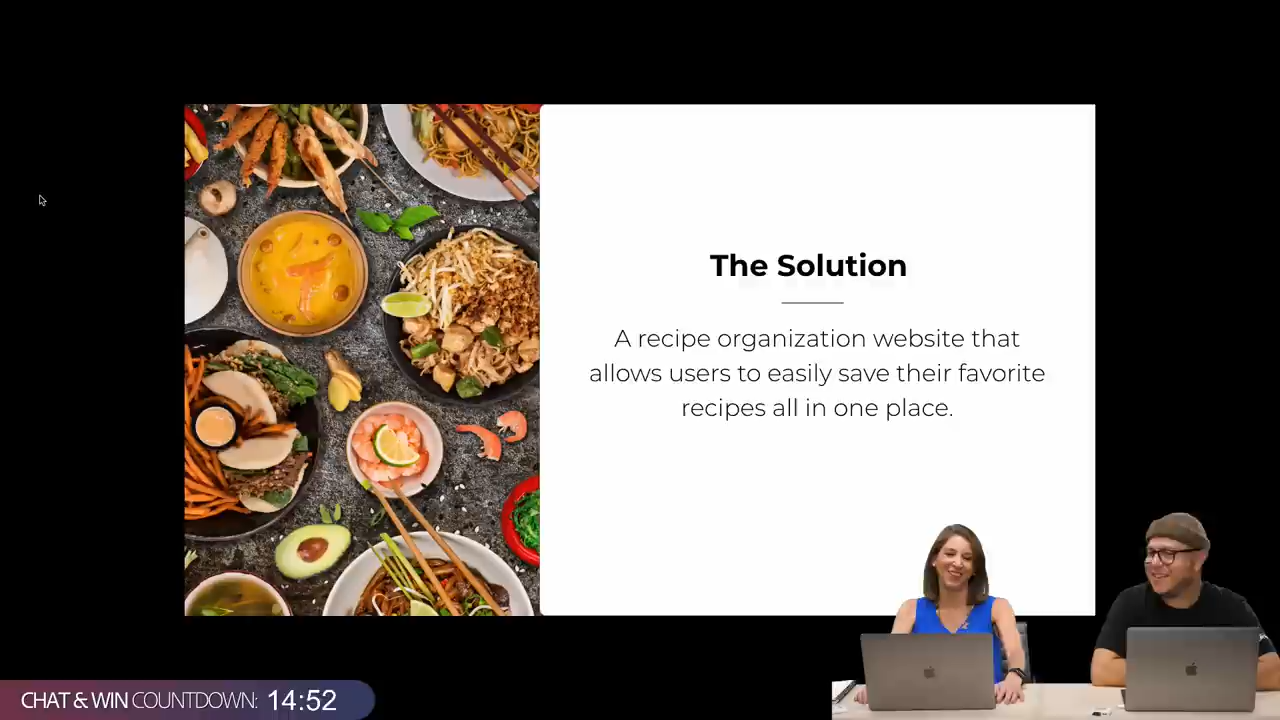 The Solution
A recipe organization website that
allows users to easily save their favorite
recipes all in one place.
CHAT & WIN COUNTDOWN: 14:52